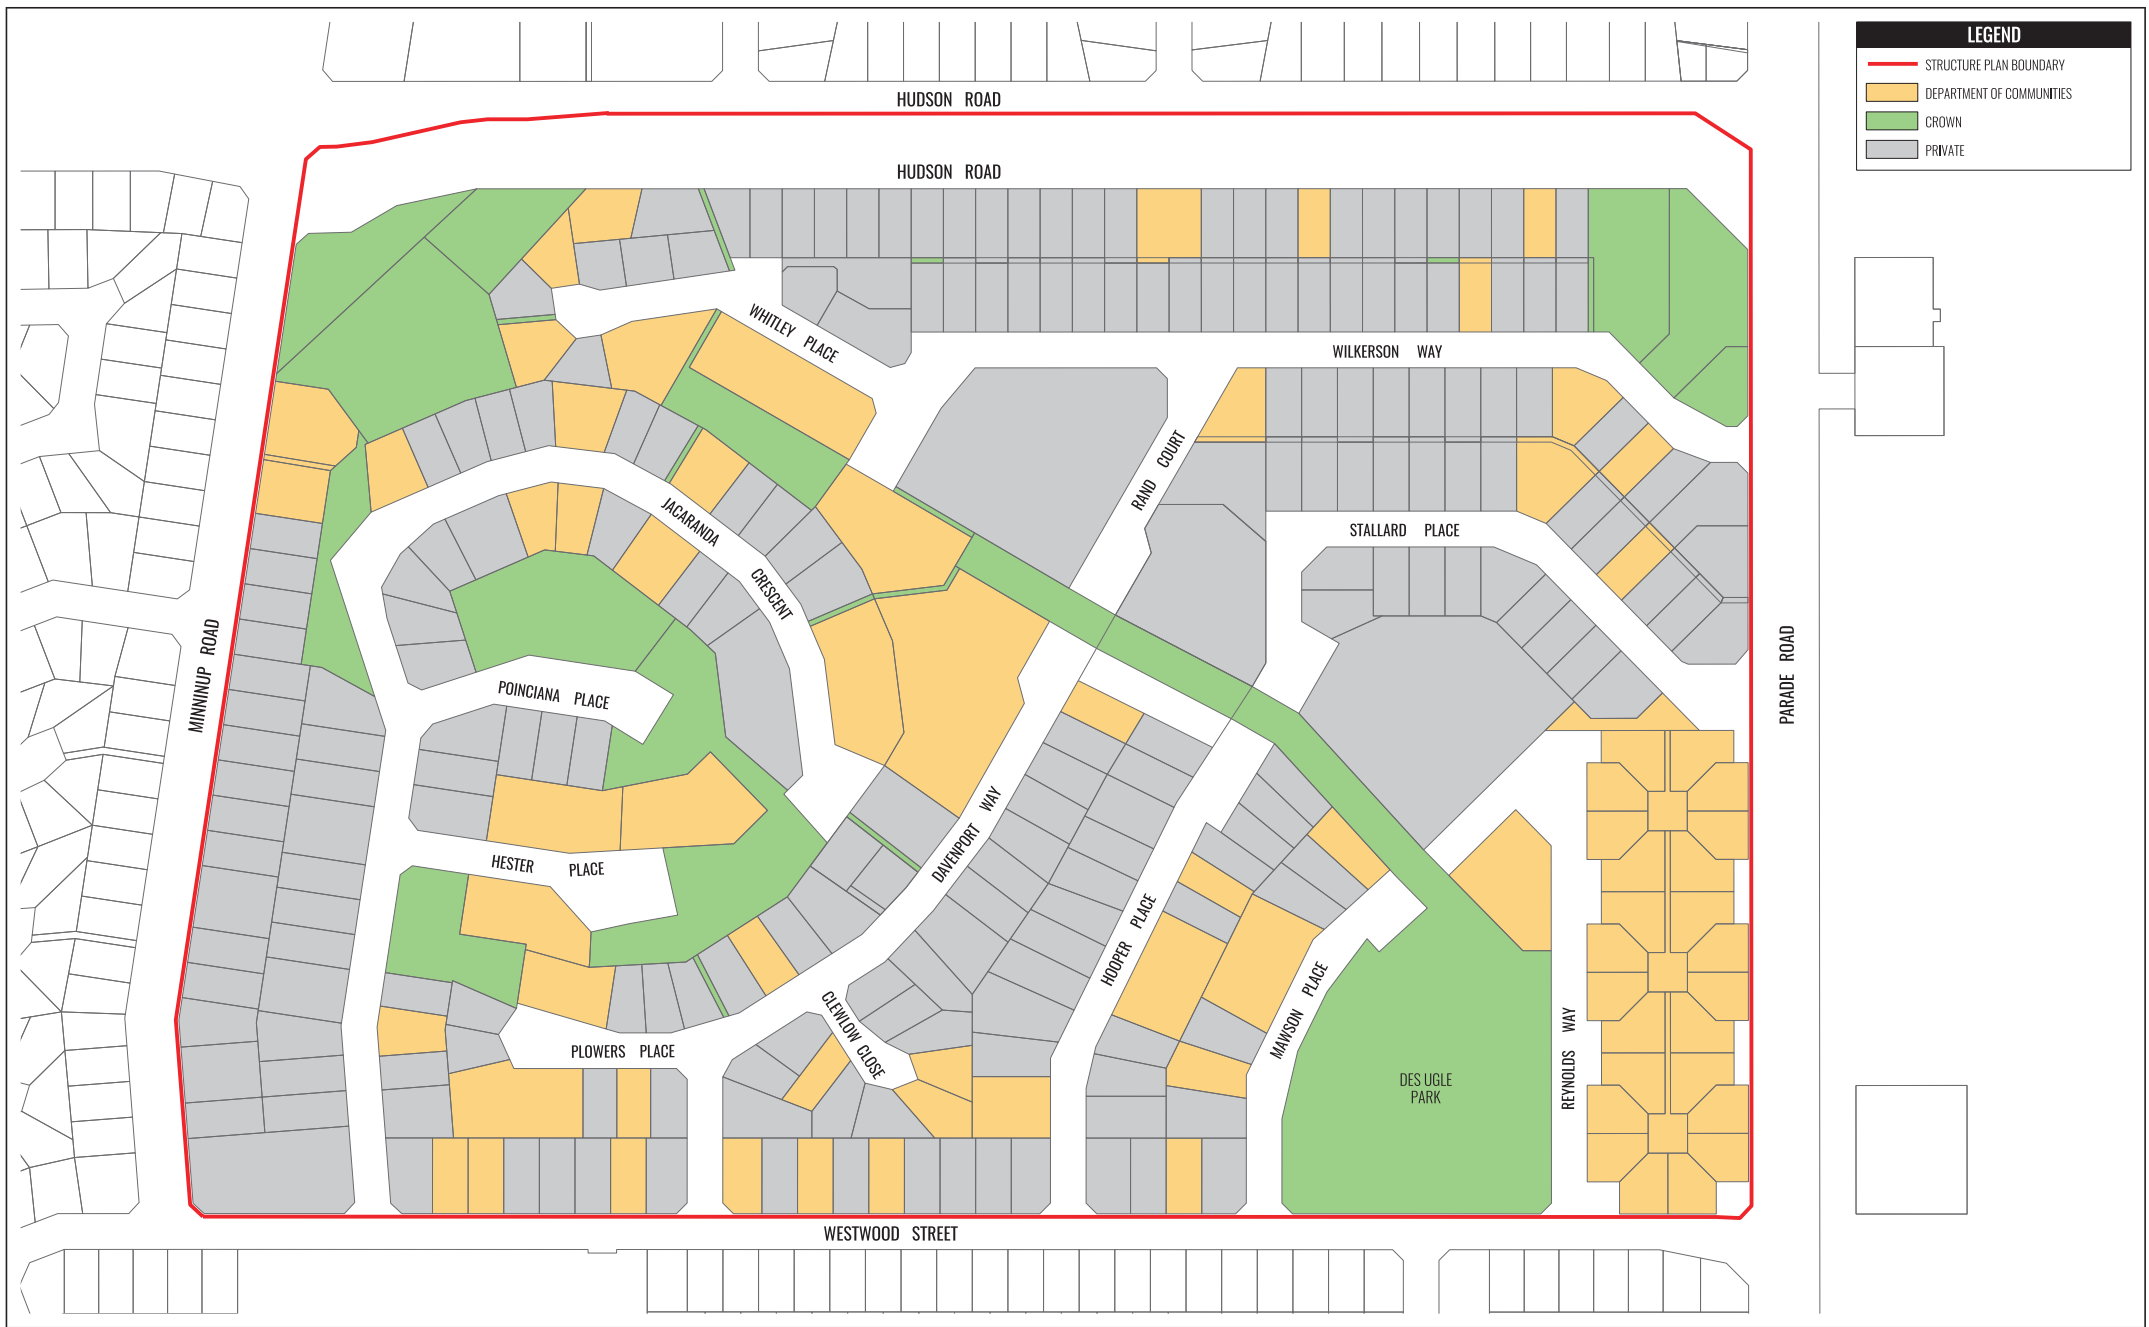 LEGEND
STRUCTURE PLAN BOUNDARY
DEPARTMENT OF COMMUNITIES
CROWN
PRIVATE
HUDSON ROAD
HUDSON ROAD
WHITLEY PLACE
WILKERSON WAY
RAND COURT
JACARANDA
CRESCENT
STALLARD PLACE
MINNINUP ROAD
PARADE ROAD
POINCIANA PLACE
DAVENPORT WAY
HESTER PLACE
HOOPER PLACE
MAWSON PLACE
CLEWLOW CLOSE
PLOWERS PLACE
REYNOLDS WAY
DES UGLE
PARK
WESTWOOD STREET